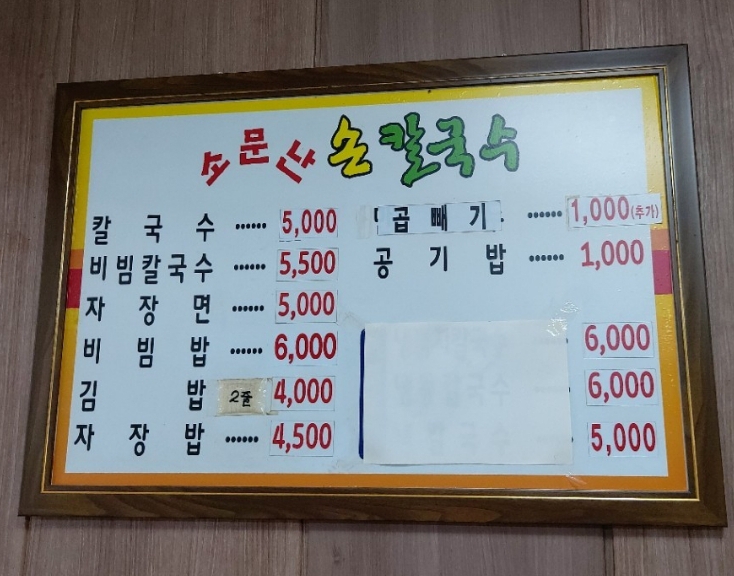 소문난 손칼국수
칼국수 ······ 5,000
비빔칼국수 ······ 5,500
자장면 ······ 5,000
비빔밥 ······ 6,000
김밥 2줄 4,000
자장밥 ······ 4,500
곱빼기 ······ 1,000(추가)
공기밥 ······ 1,000
6,000
6,000
5,000